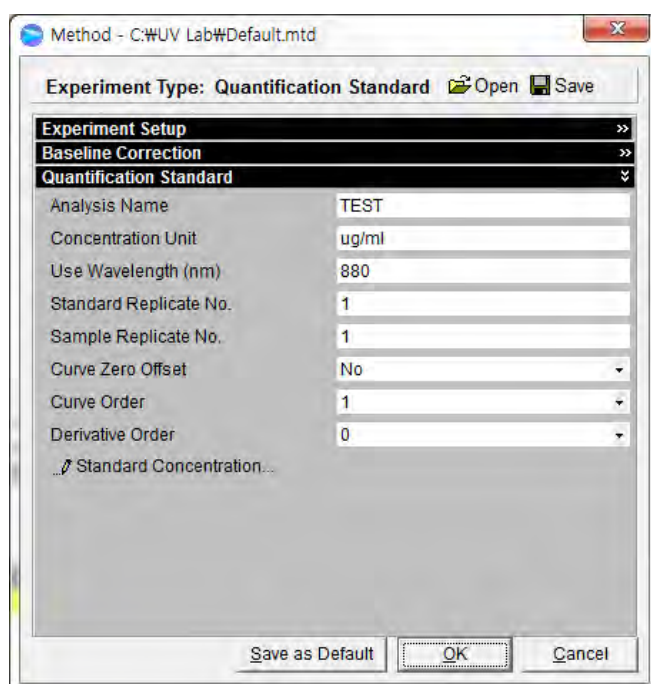 Method - C:₩UV Lab₩Default.mtd
Experiment Type: Quantification Standard Open Save
Experiment Setup »
Baseline Correction »
Quantification Standard
Analysis Name TEST
Concentration Unit ug/ml
Use Wavelength (nm) 880
Standard Replicate No. 1
Sample Replicate No. 1
Curve Zero Offset No
Curve Order 1
Derivative Order 0
... Standard Concentration...
Save as Default OK Cancel